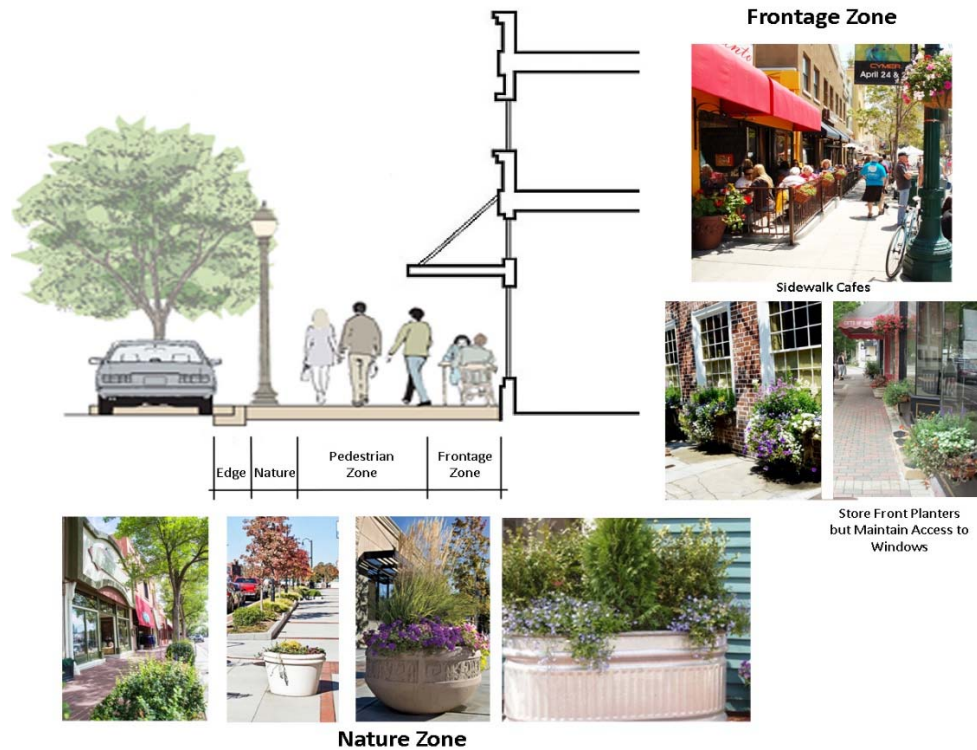 Frontage Zone
CYMER
April 24 &
Sidewalk Cafes
Edge
Nature
Pedestrian
Zone
Frontage
Zone
Store Front Planters
but Maintain Access to
Windows
Nature Zone